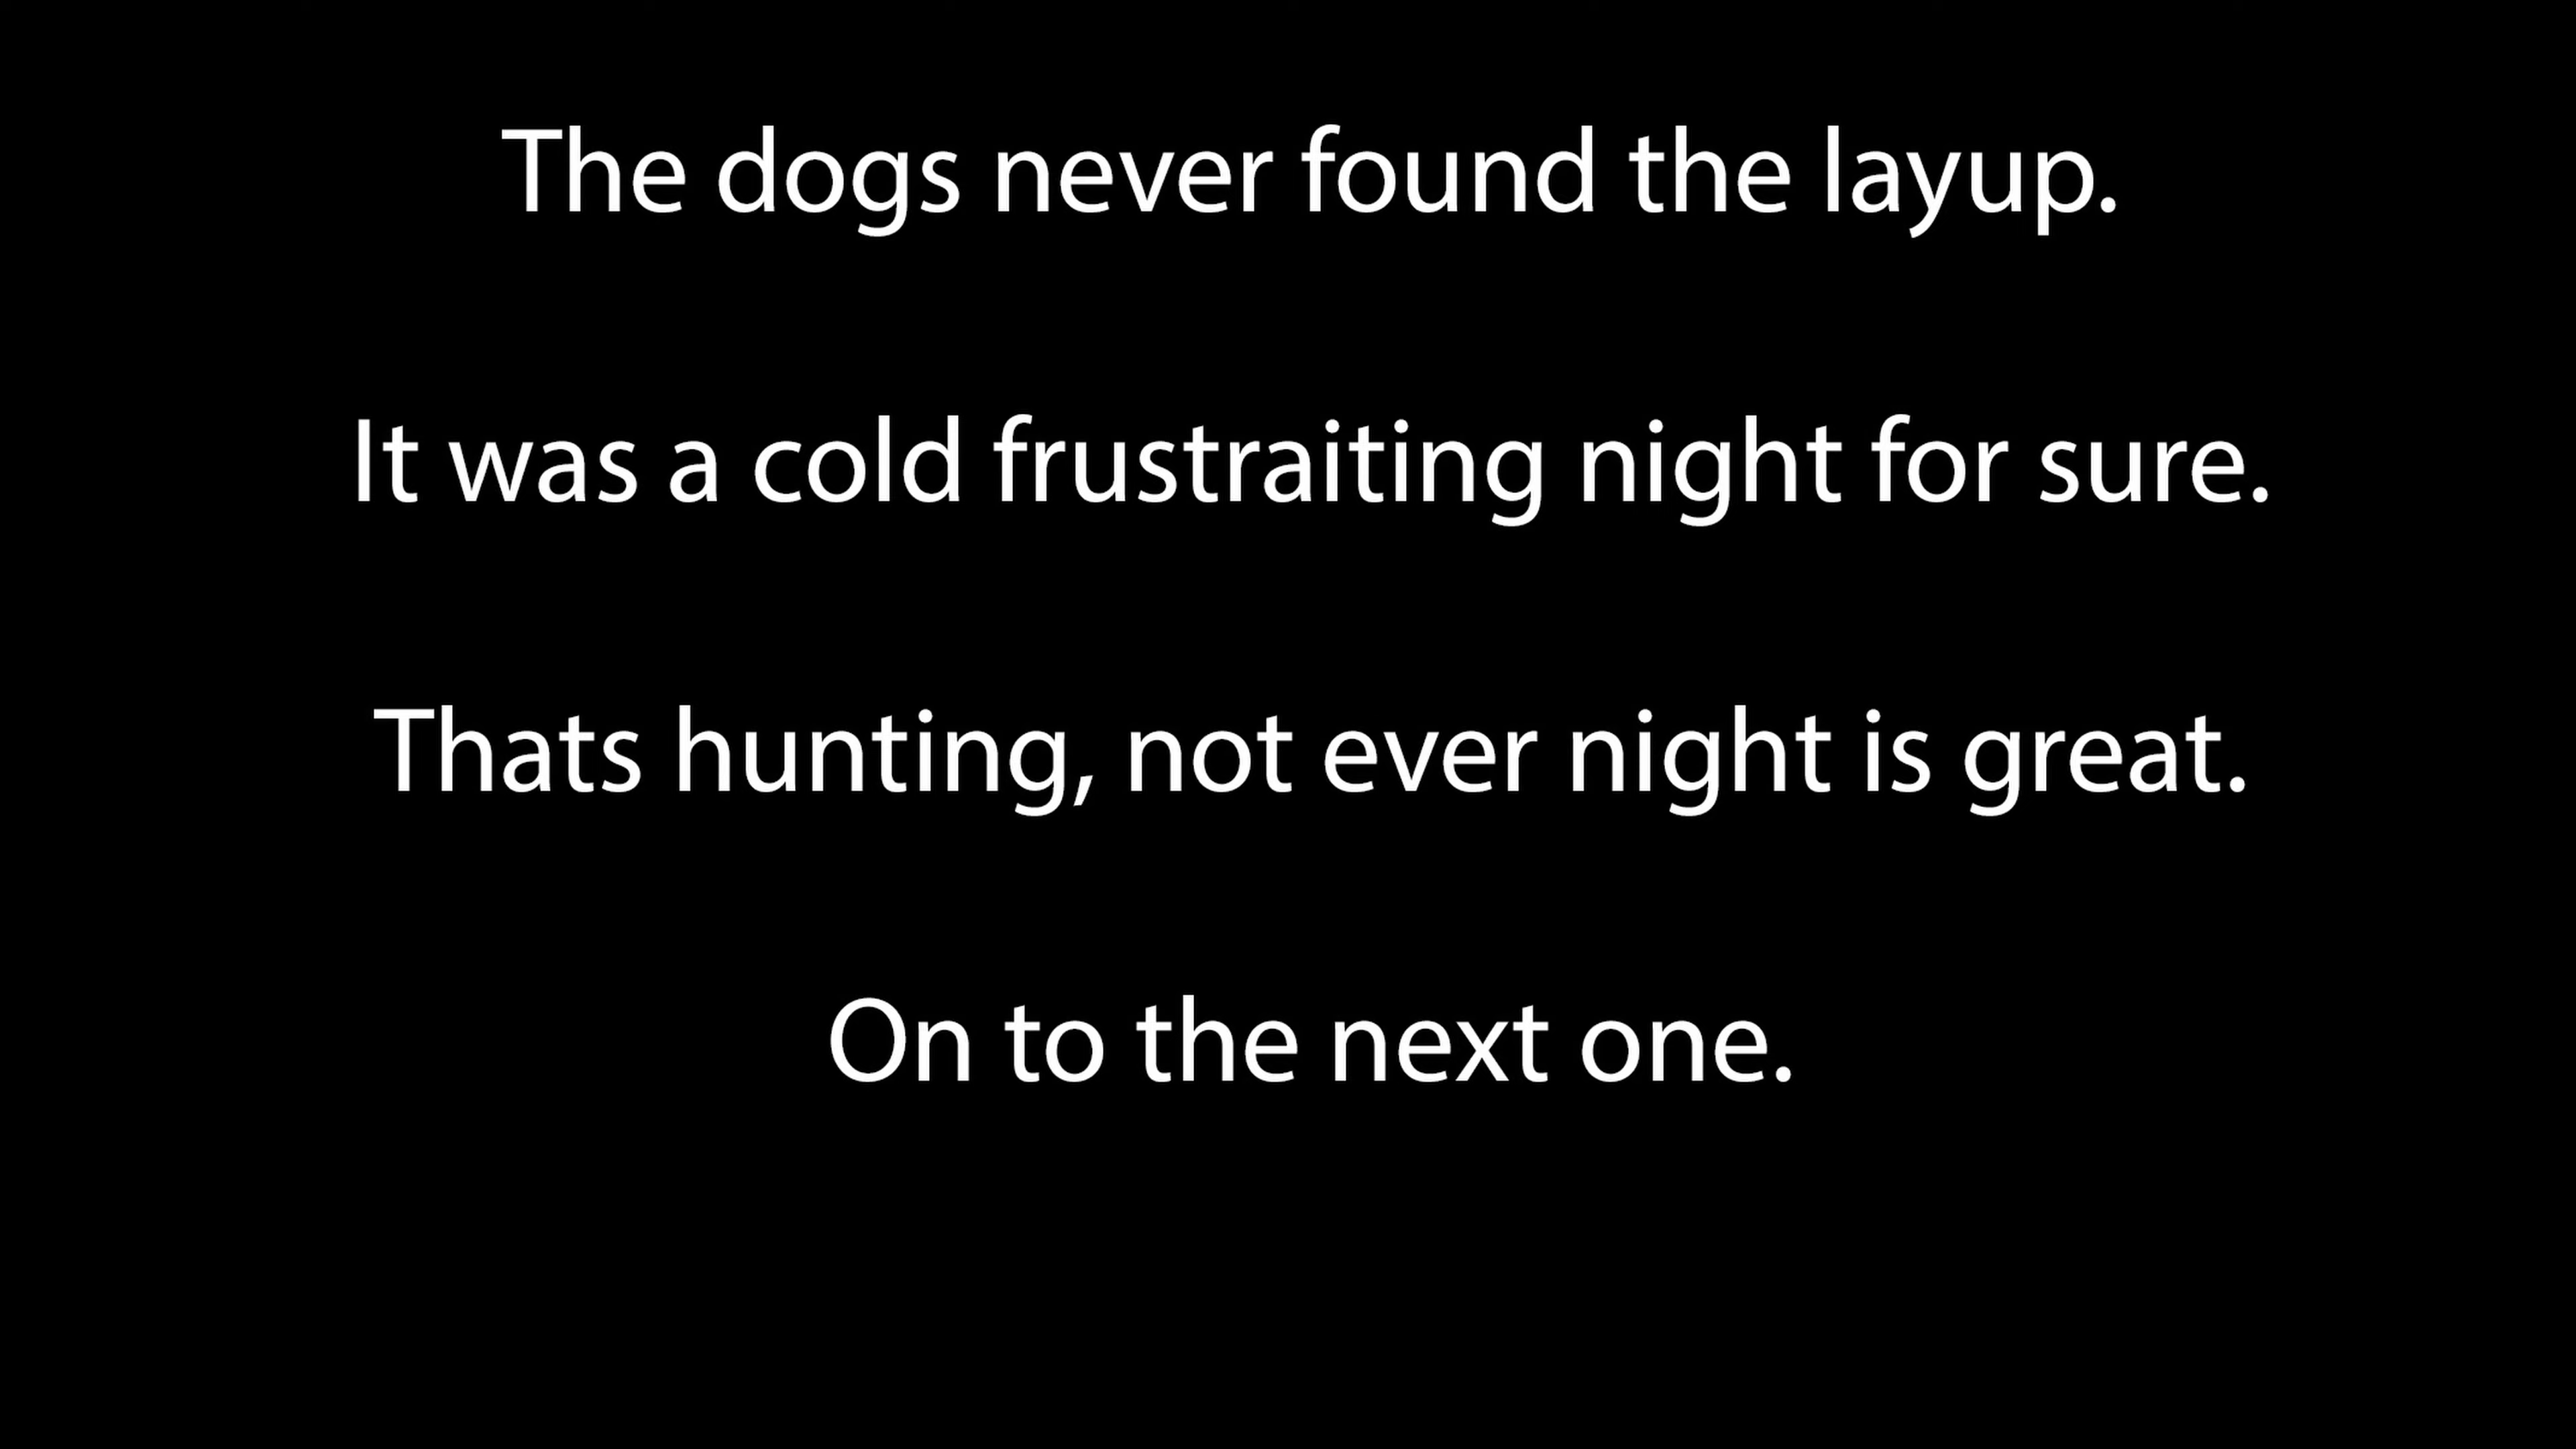 The dogs never found the layup.
It was a cold frustraiting night for sure.
Thats hunting, not ever night is great.
On to the next one.